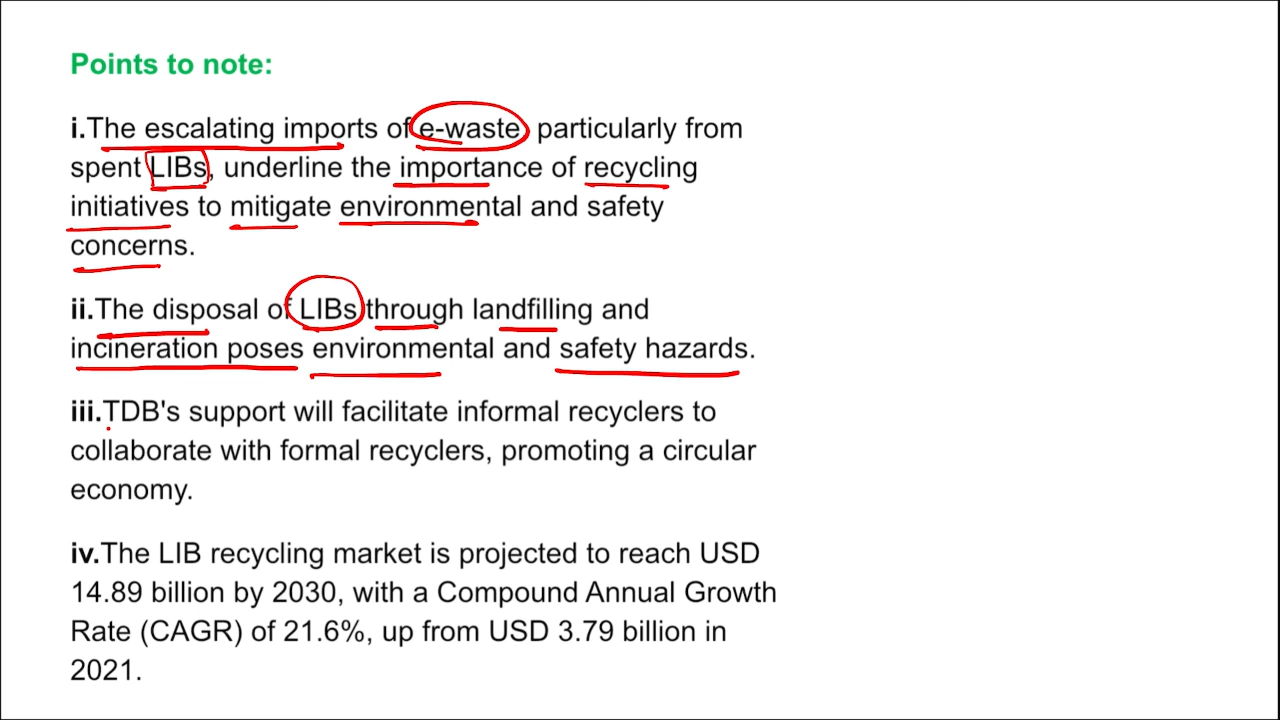 Points to note:
i.The escalating imports of e-waste particularly from
spent LIBs, underline the importance of recycling
initiatives to mitigate environmental and safety
concerns.
ii.The disposal of LIBs through landfilling and
incineration poses environmental and safety hazards.
iii.TDB's support will facilitate informal recyclers to
collaborate with formal recyclers, promoting a circular
economy.
iv.The LIB recycling market is projected to reach USD
14.89 billion by 2030, with a Compound Annual Growth
Rate (CAGR) of 21.6%, up from USD 3.79 billion in
2021.